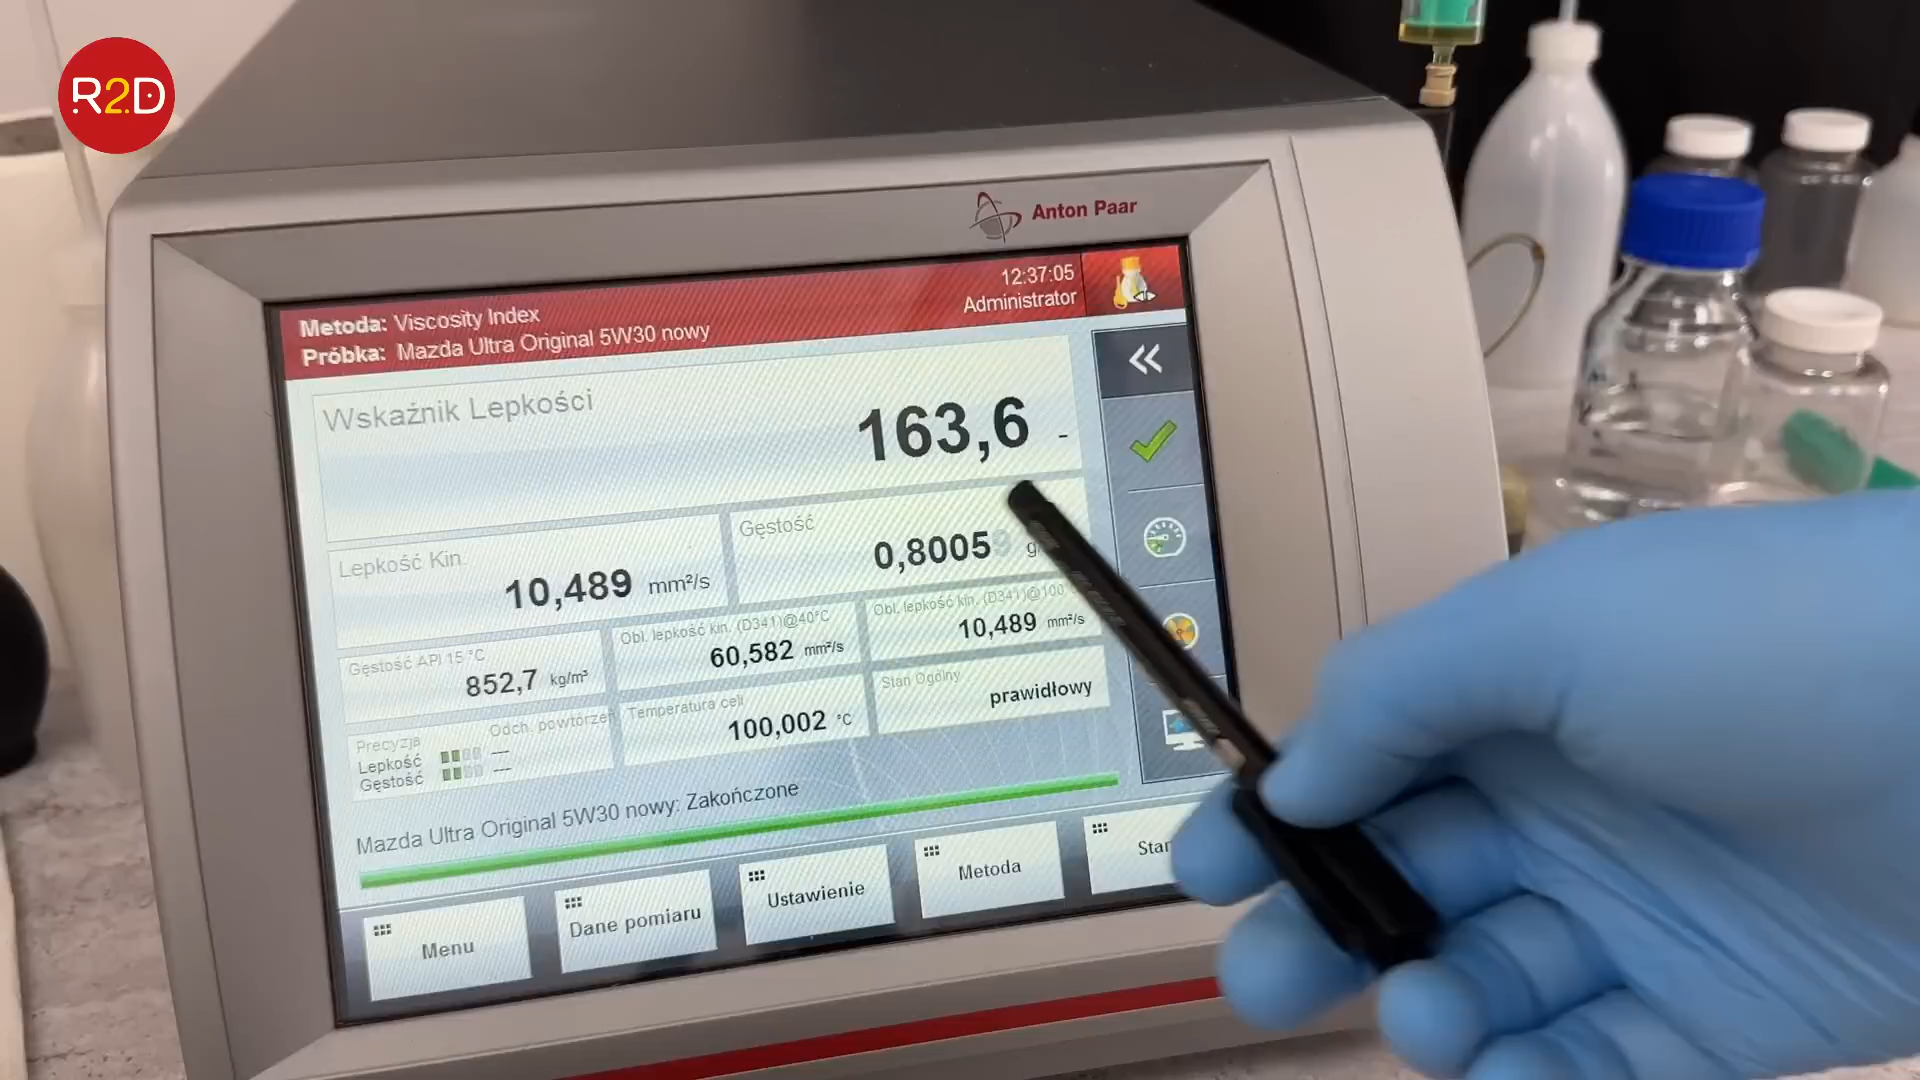 R2D
Anton Paar
Metoda: Viscosity Index
12:37:05
Próbka: Mazda Ultra Original 5W30 nowy
Administrator
Wskaźnik Lepkości
163,6 -
Lepkość Kin.
10,489 mm²/s
Gęstość
0,8005
Gęstość API 15 °C
852,7 kg/m³
Obl. lepkość kin. (D341)@40°C
60,582 mm²/s
Obl. lepkość kin. (D341)@100
10,489 mm²/s
Precyzja
Odch. powtórzeń
Lepkość ---
Gęstość ---
Temperatura celi
100,002 °C
Stan Ogólny
prawidłowy
Mazda Ultra Original 5W30 nowy: Zakończone
Menu
Dane pomiaru
Ustawienie
Metoda